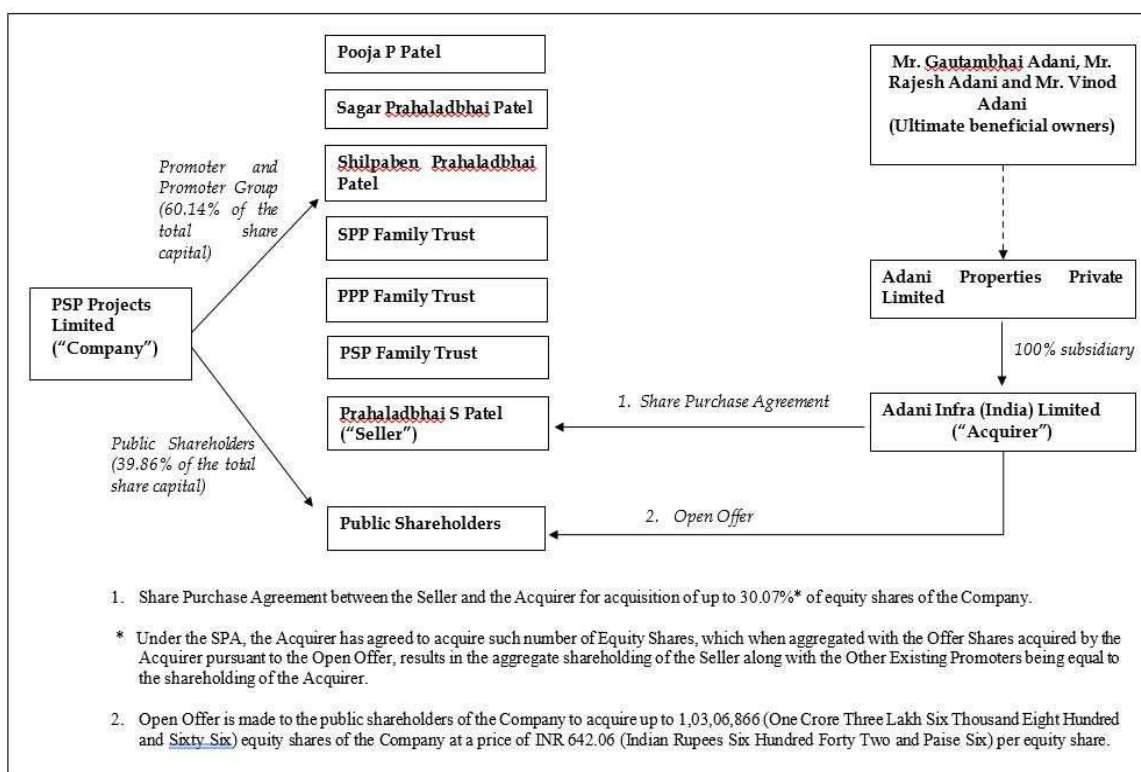 Pooja P Patel
Sagar Prahaladbhai Patel
Shilpaben Prahaladbhai
Patel
SPP Family Trust
PPP Family Trust
PSP Family Trust
Prahaladbhai S Patel
(“Seller”)
Public Shareholders
Promoter and
Promoter Group
(60.14% of the
total share
capital)
PSP Projects
Limited
(“Company”)
Public Shareholders
(39.86% of the total
share capital)
Mr. Gautambhai Adani, Mr.
Rajesh Adani and Mr. Vinod
Adani
(Ultimate beneficial owners)
Adani Properties Private
Limited
100% subsidiary
Adani Infra (India) Limited
(“Acquirer”)
1. Share Purchase Agreement
2. Open Offer
1. Share Purchase Agreement between the Seller and the Acquirer for acquisition of up to 30.07%* of equity shares of the Company.
* Under the SPA, the Acquirer has agreed to acquire such number of Equity Shares, which when aggregated with the Offer Shares acquired by the
Acquirer pursuant to the Open Offer, results in the aggregate shareholding of the Seller along with the Other Existing Promoters being equal to
the shareholding of the Acquirer.
2. Open Offer is made to the public shareholders of the Company to acquire up to 1,03,06,866 (One Crore Three Lakh Six Thousand Eight Hundred
and Sixty Six) equity shares of the Company at a price of INR 642.06 (Indian Rupees Six Hundred Forty Two and Paise Six) per equity share.